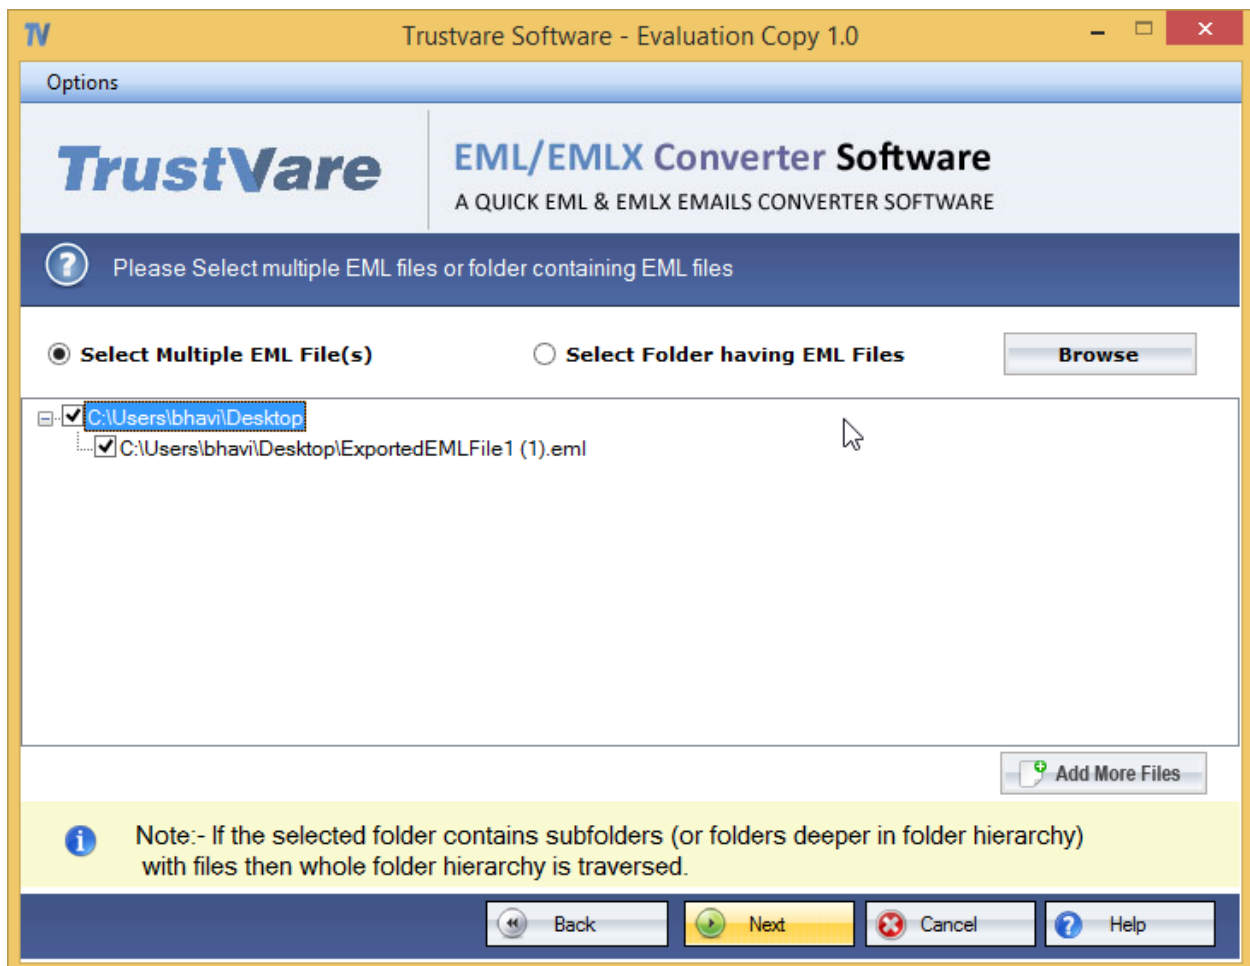 TV
Trustvare Software - Evaluation Copy 1.0
Options
TrustVare
EML/EMLX Converter Software
A QUICK EML & EMLX EMAILS CONVERTER SOFTWARE
Please Select multiple EML files or folder containing EML files
Select Multiple EML File(s)
Select Folder having EML Files
Browse
C:\Users\bhavi\Desktop
C:\Users\bhavi\Desktop\ExportedEMLFile1 (1).eml
Add More Files
Note:- If the selected folder contains subfolders (or folders deeper in folder hierarchy)
with files then whole folder hierarchy is traversed.
Back
Next
Cancel
Help